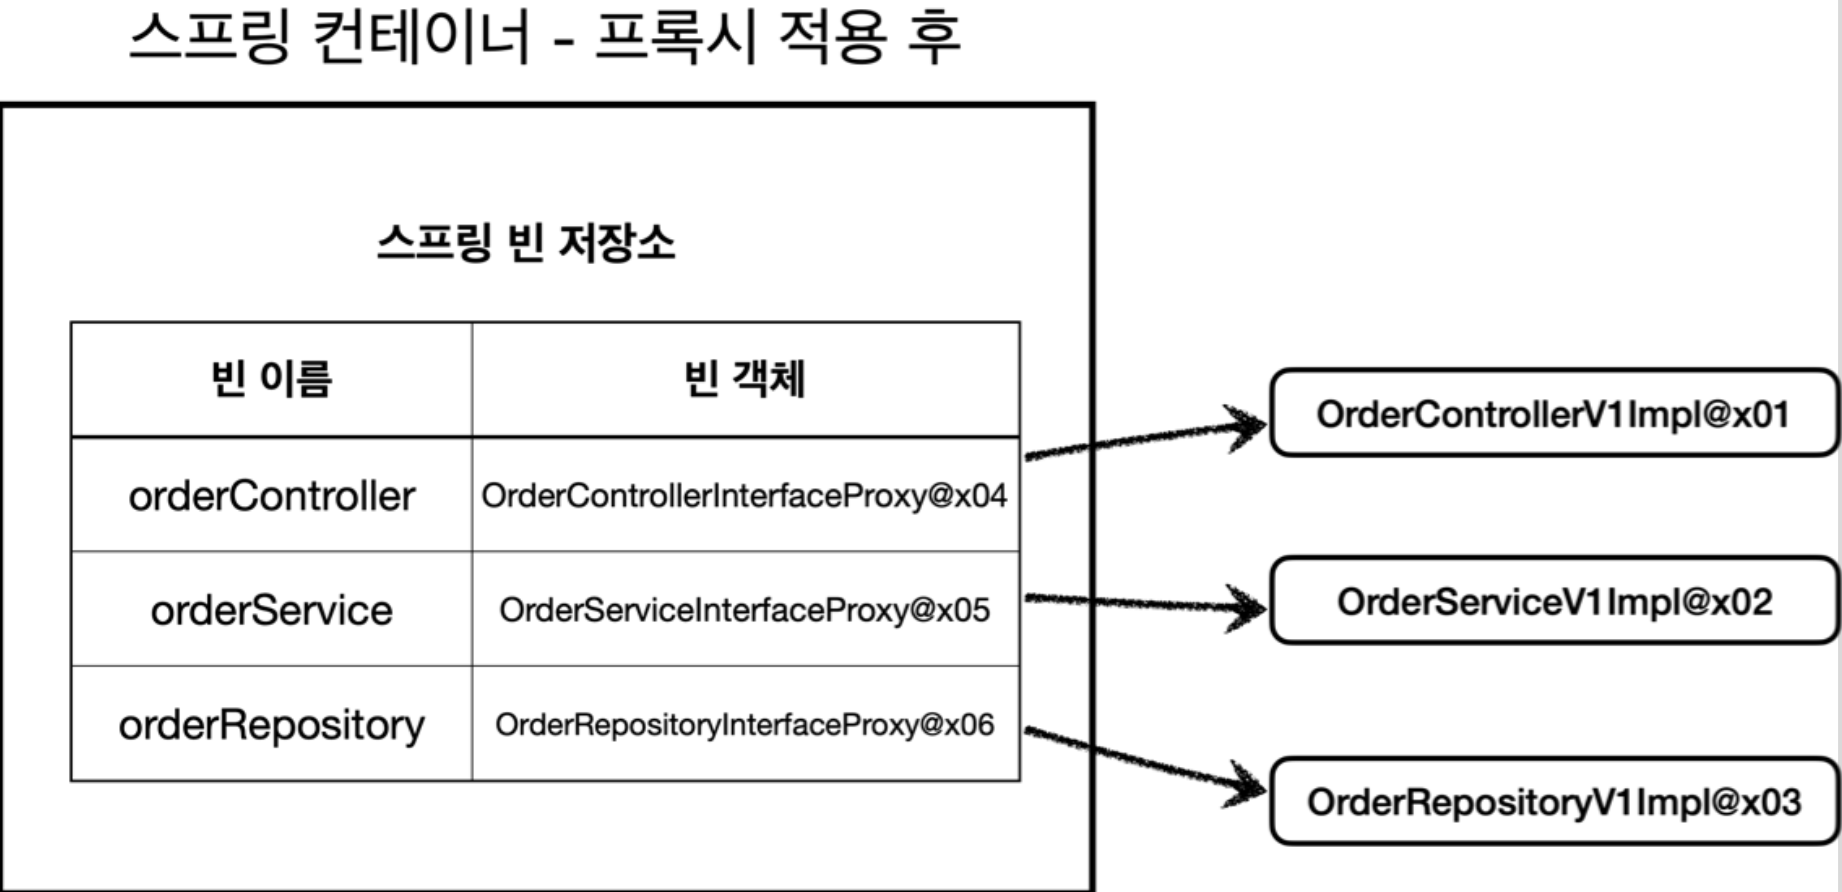 스프링 컨테이너 - 프록시 적용 후
스프링 빈 저장소
빈 이름 빈 객체
orderController OrderControllerInterfaceProxy@x04
orderService OrderServiceInterfaceProxy@x05
orderRepository OrderRepositoryInterfaceProxy@x06
OrderControllerV1Impl@x01
OrderServiceV1Impl@x02
OrderRepositoryV1Impl@x03